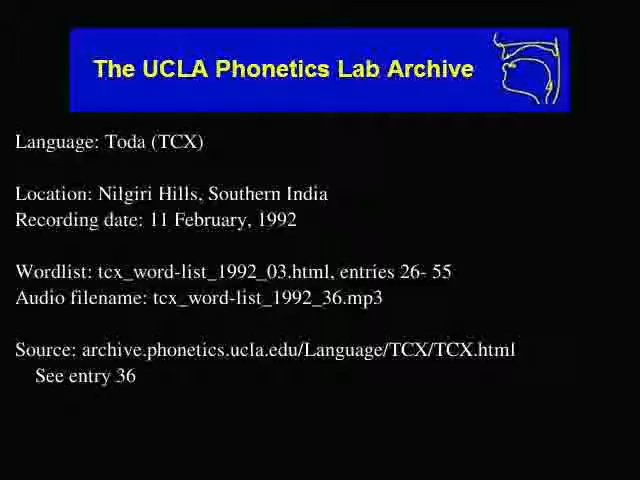 The UCLA Phonetics Lab Archive
Language: Toda (TCX)
Location: Nilgiri Hills, Southern India
Recording date: 11 February, 1992
Wordlist: tcx_word-list_1992_03.html, entries 26- 55
Audio filename: tcx_word-list_1992_36.mp3
Source: archive.phonetics.ucla.edu/Language/TCX/TCX.html
See entry 36